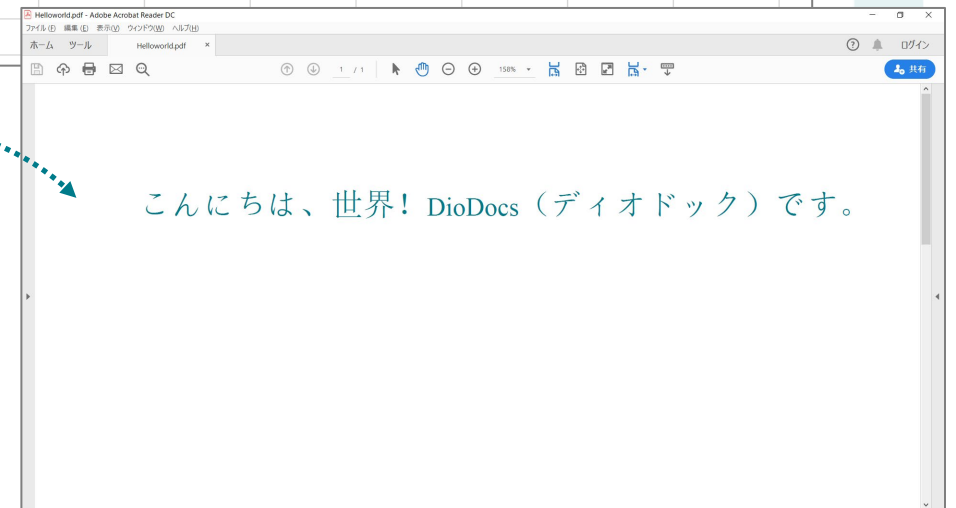 Helloworld.pdf - Adobe Acrobat Reader DC
ファイル(F) 編集(E) 表示(V) ウィンドウ(W) ヘルプ(H)
ホーム ツール Helloworld.pdf × ログイン
1 / 1 158% 共有
こんにちは、世界! DioDocs（ディオドック）です。